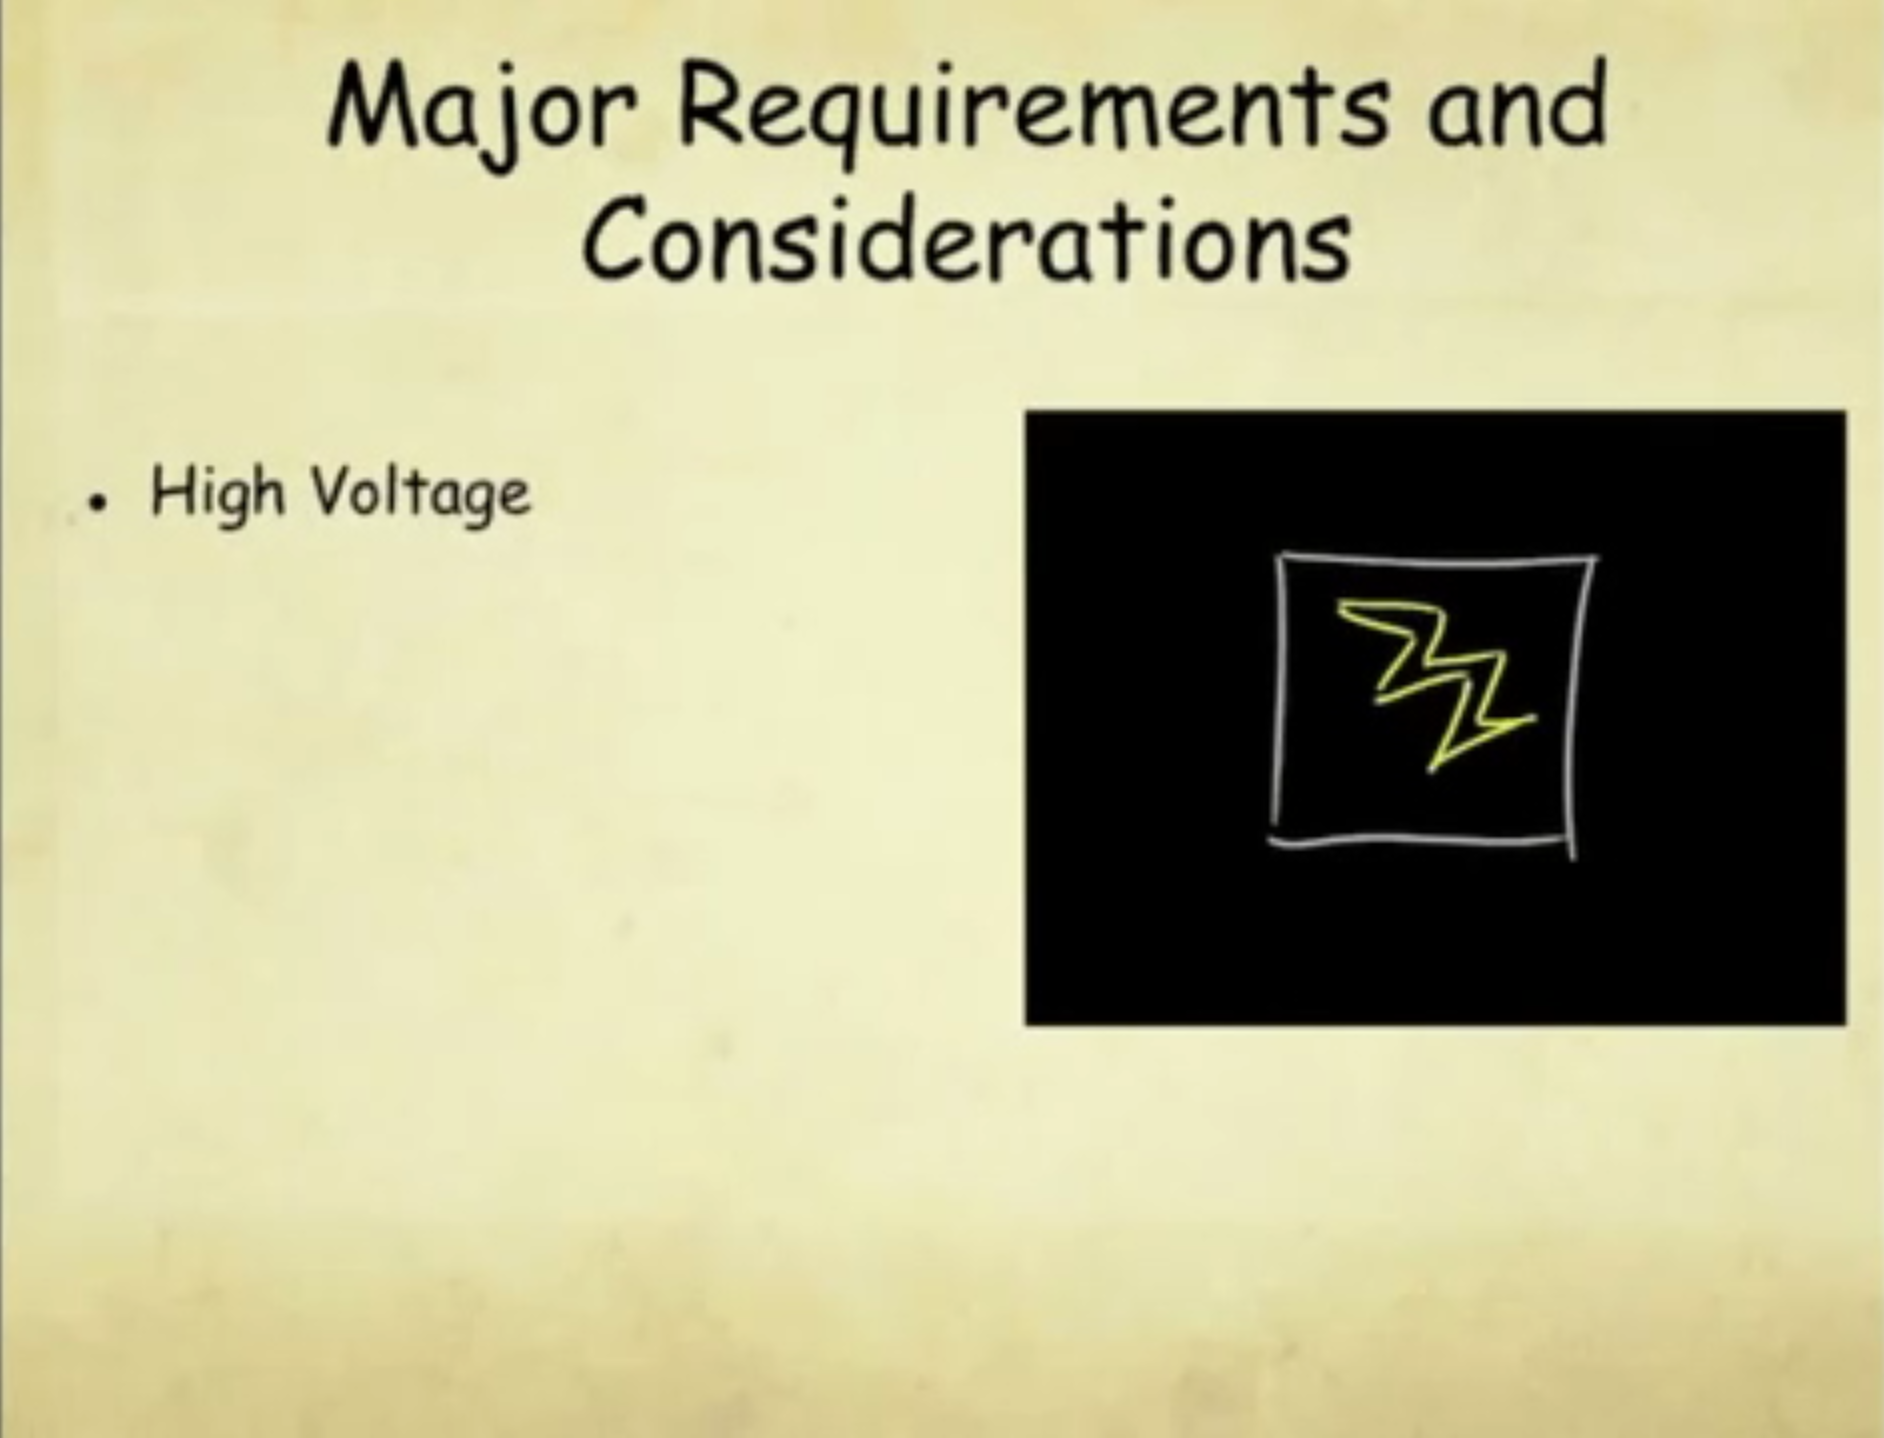 Major Requirements and
Considerations
• High Voltage